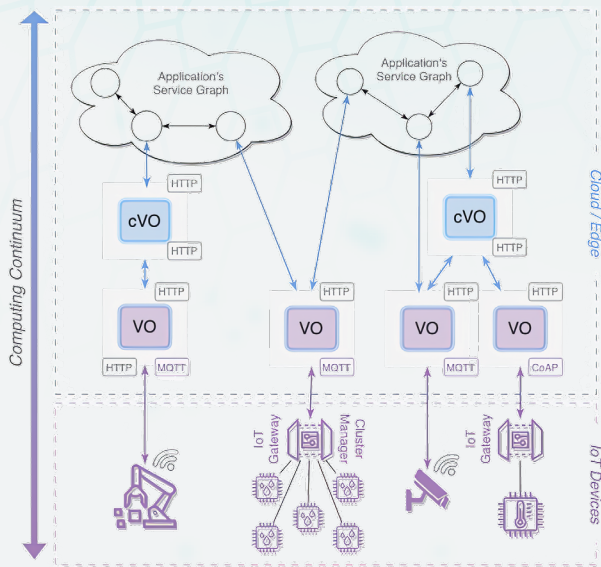 Application's
Service Graph
Application's
Service Graph
HTTP
HTTP
cVO
cVO
HTTP
HTTP
HTTP
HTTP
HTTP
HTTP
VO
VO
VO
VO
HTTP
MQTT
MQTT
MQTT
CoAP
IoT
Gateway
Cluster
Manager
IoT
Gateway
Computing Continuum
Cloud / Edge
IoT Devices